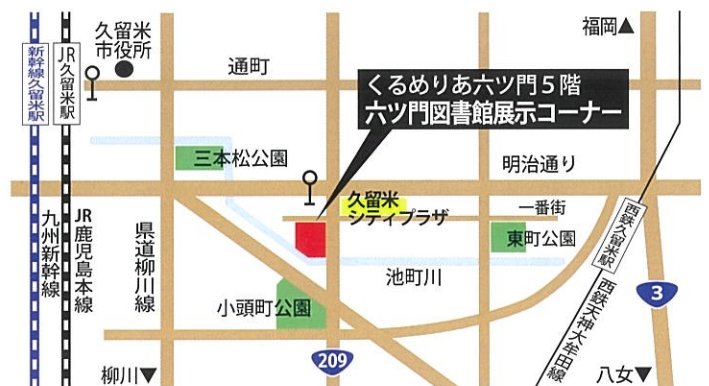 久留米
市役所
福岡▲
新幹線久留米駅
JR久留米駅
通町
くるめりあ六ツ門5階
六ツ門図書館展示コーナー
三本松公園
明治通り
久留米
シティプラザ
一番街
九州新幹線
JR鹿児島本線
県道柳川線
東町公園
西鉄久留米駅
池町川
小頭町公園
西鉄天神大牟田線
3
209
柳川▼
八女▼